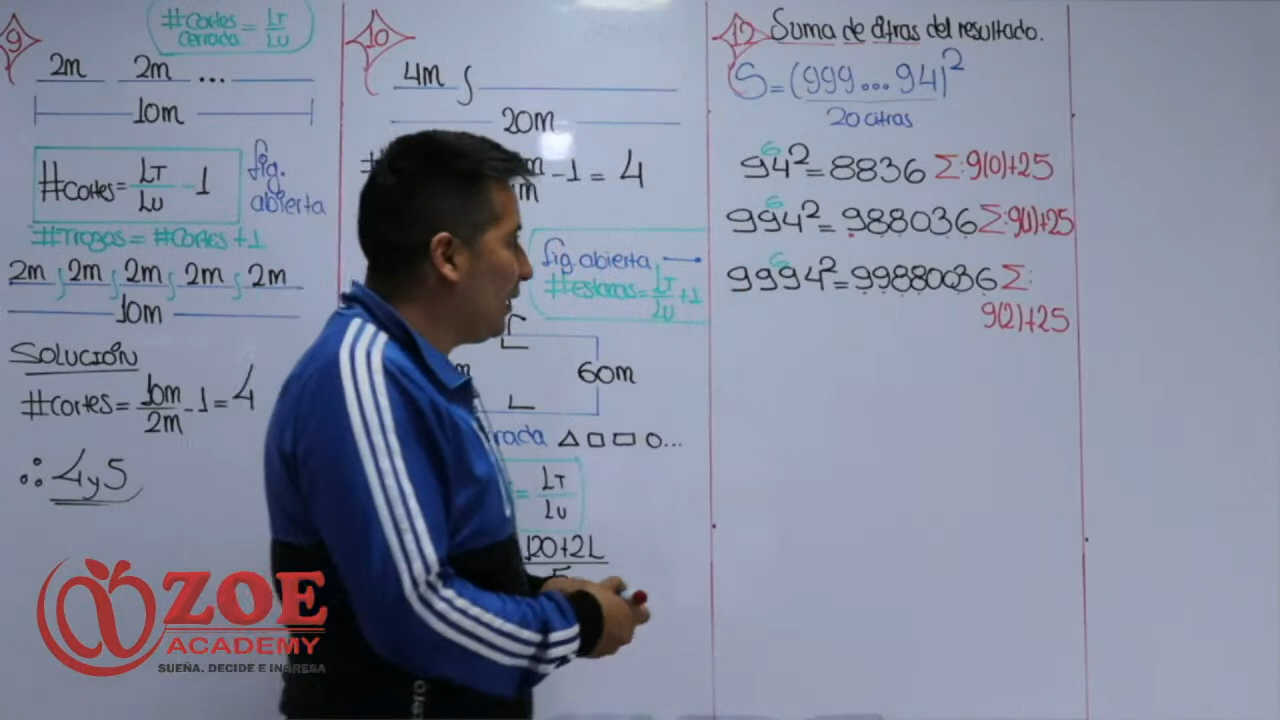 9
#Cortes = LT/LU
Cerrada
2m 2m ...
10m
#Cortes = LT/LU - 1
fig.
abierta
#Trozos = #Cortes + 1
2m 2m 2m 2m 2m
10m
SOLUCIÓN
#Cortes = 10m/2m - 1 = 4
∴ 4 y 5
10
4m
20m
-1 = 4
fig. abierta
#estacas = LT/LU + 1
60m
rada △ □ ▭ ○ ...
= LT/LU
120+2L
12 Suma de cifras del resultado.
S = (999...94)²
20 cifras
6
94² = 8836 Σ: 9(0)+25
6
994² = 988036 Σ: 9(1)+25
6
9994² = 99880036 Σ:
9(2)+25
ZOE
ACADEMY
SUEÑA. DECIDE E INGRESA